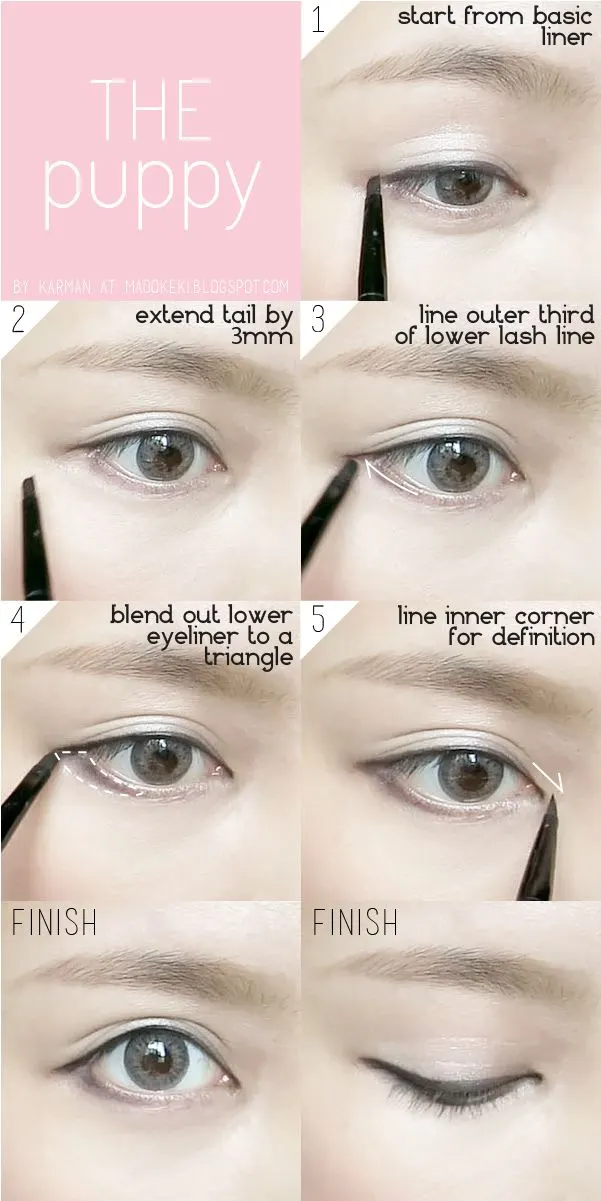 THE
puppy
BY KARMAN AT MADOKEKI.BLOGSPOT.COM
1
start from basic
liner
2
extend tail by
3mm
3
line outer third
of lower lash line
4
blend out lower
eyeliner to a
triangle
5
line inner corner
for definition
FINISH
FINISH